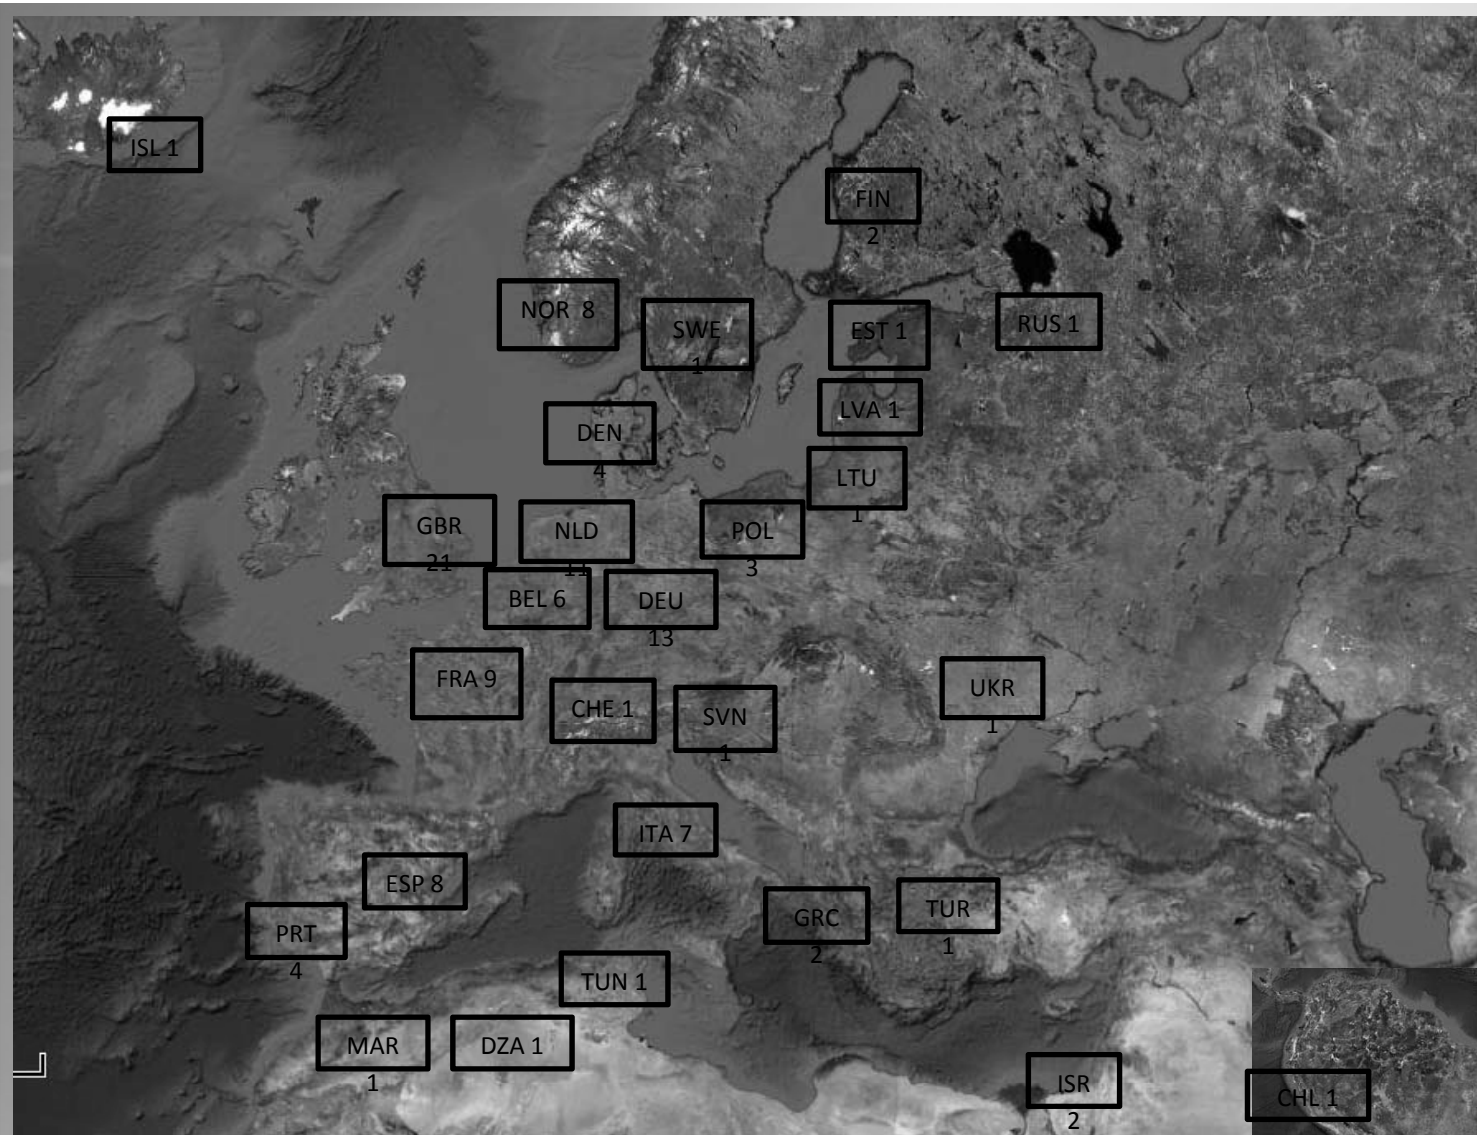 ISL 1
FIN
2
NOR 8
SWE
1
EST 1
RUS 1
LVA 1
DEN
4
LTU
1
GBR
21
NLD
11
POL
3
BEL 6
DEU
13
FRA 9
CHE 1
SVN
1
UKR
1
ITA 7
ESP 8
PRT
4
GRC
2
TUR
1
TUN 1
MAR
1
DZA 1
ISR
2
CHL 1